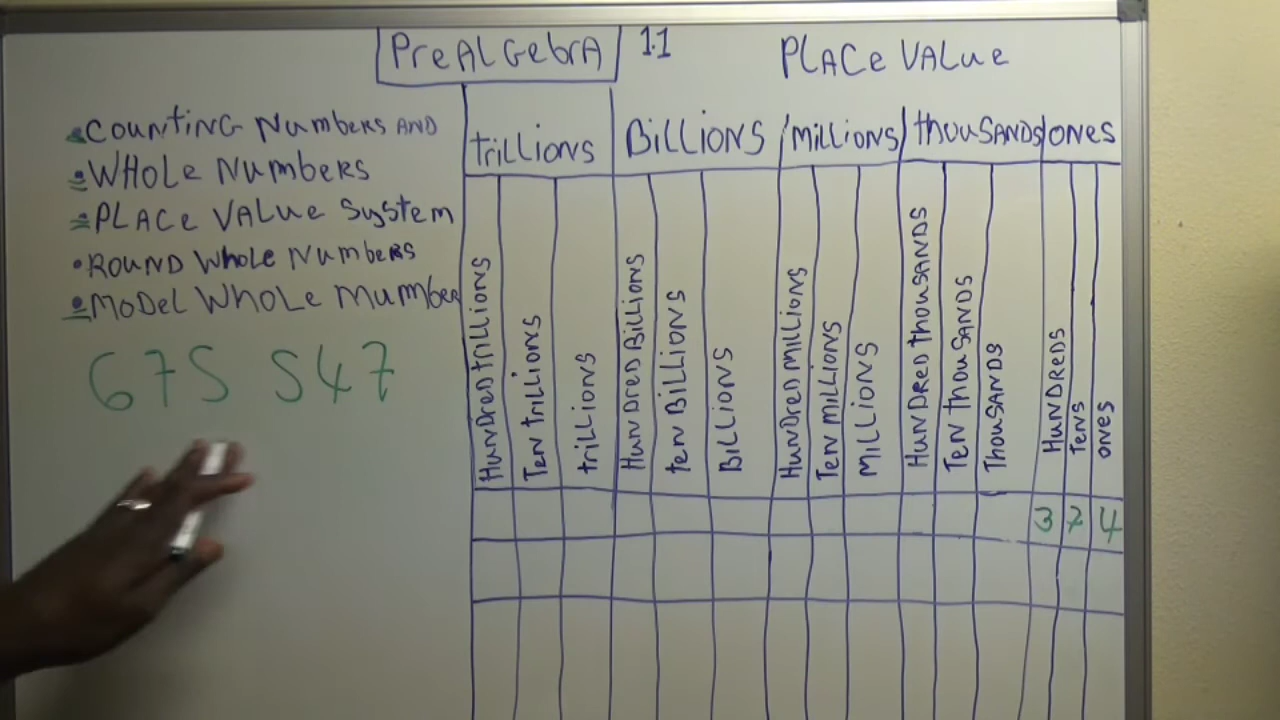 PreALGebrA 1.1 PLACe VALUe
COUNTING NUMBERS AND
WHOLe NUMBERS
PLACE VALUE SYSTEM
ROUND WHOLE NUMBERS
MODEL WHOLE MUMBER
675 547
trillions BILLIONS MILLIONS thOUSANDS ONES
HUNDRED TRILLIONS
Ten TRILLIONS
trILLIONS
HUNDRED BILLIONS
ten BILLIONS
BILLIONS
HUNDRED MILLIONS
Ten MILLIONS
MILLIONS
HUNDRED THOUSANDS
Ten thOUSANDS
ThOUSANDS
HUNDREDS
tens
ones
3 7 4